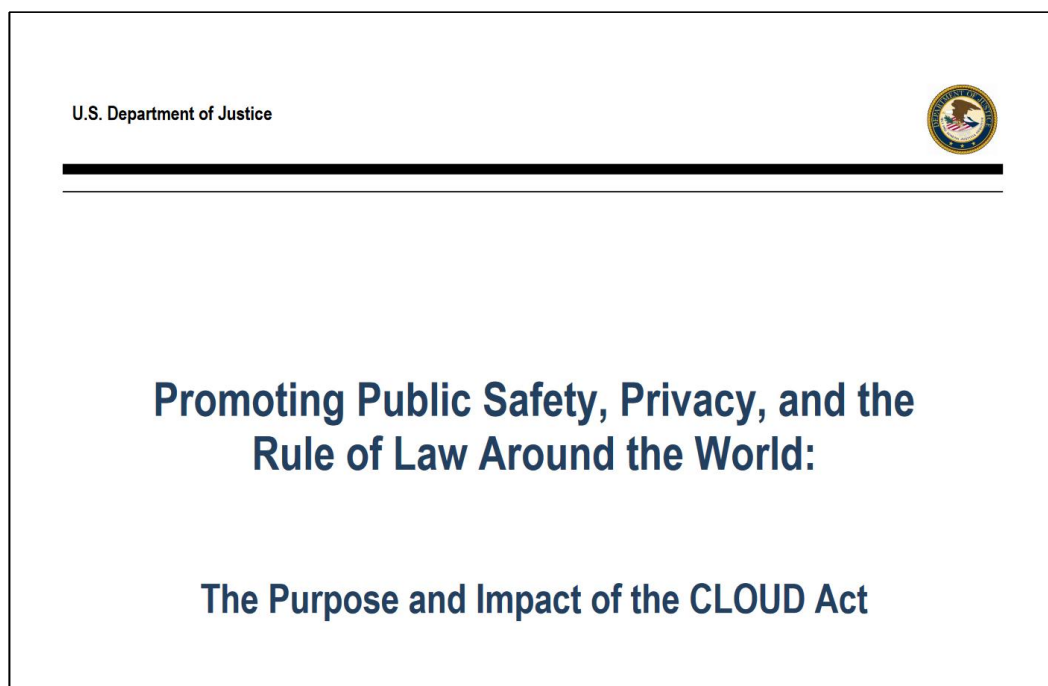 U.S. Department of Justice
Promoting Public Safety, Privacy, and the
Rule of Law Around the World:
The Purpose and Impact of the CLOUD Act